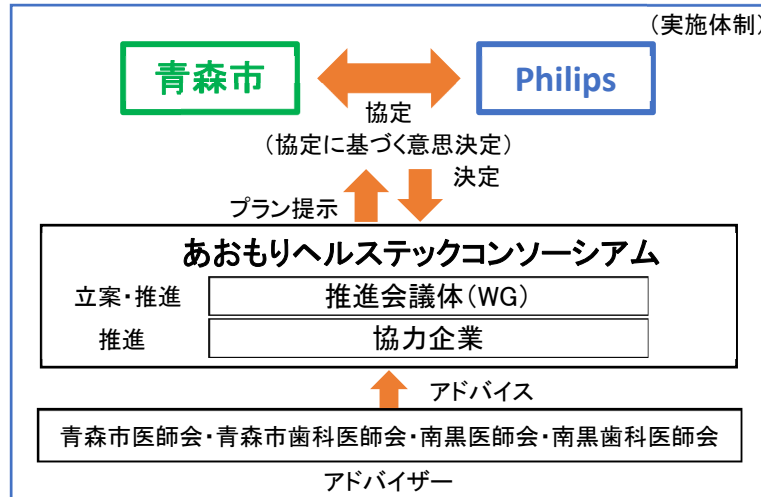 (実施体制)
青森市
Philips
協定
(協定に基づく意思決定)
プラン提示
決定
あおもりヘルステックコンソーシアム
立案・推進
推進会議体(WG)
推進
協力企業
アドバイス
青森市医師会・青森市歯科医師会・南黒医師会・南黒歯科医師会
アドバイザー